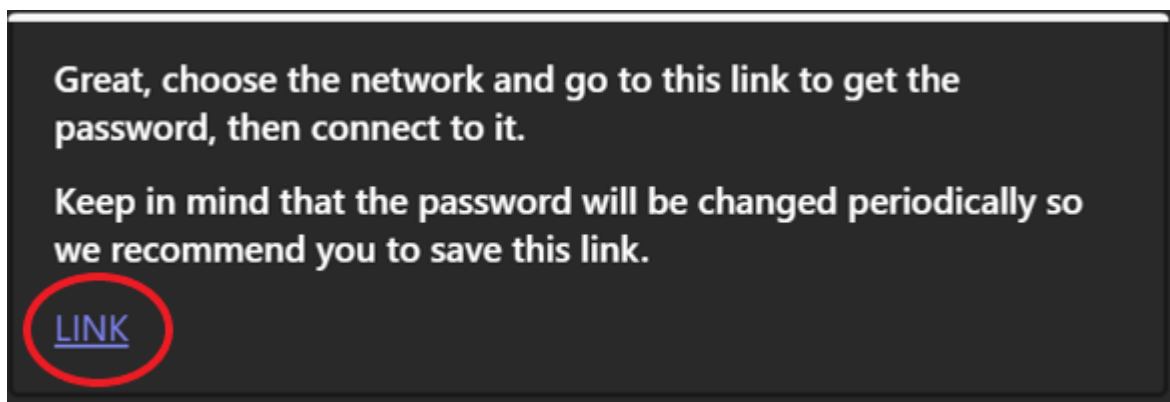 Great, choose the network and go to this link to get the
password, then connect to it.
Keep in mind that the password will be changed periodically so
we recommend you to save this link.
LINK